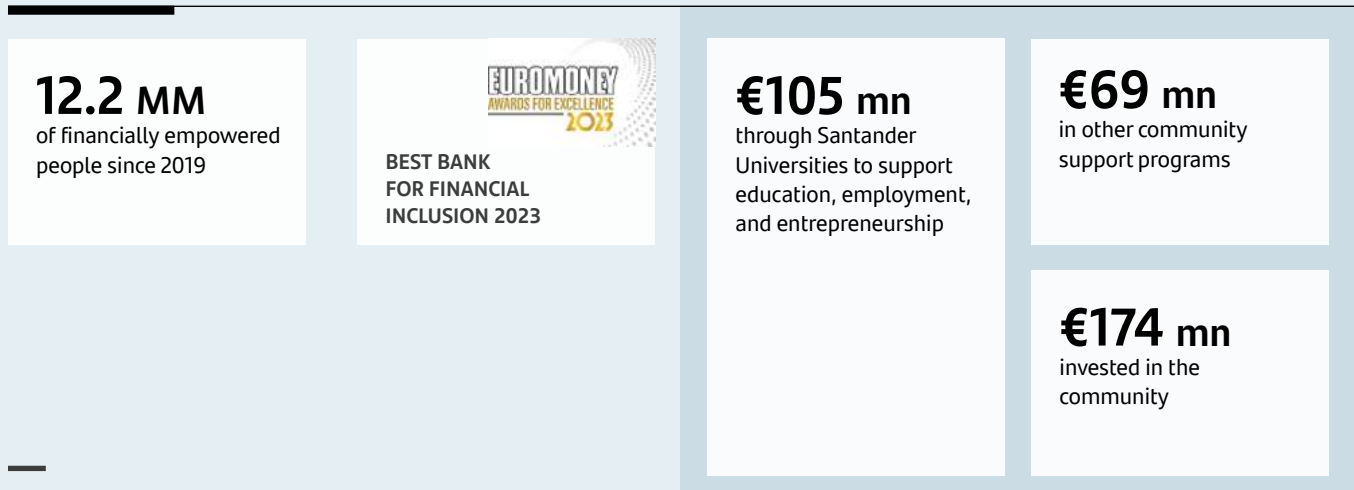 12.2 MM
of financially empowered
people since 2019
EUROMONEY
AWARDS FOR EXCELLENCE
2023
BEST BANK
FOR FINANCIAL
INCLUSION 2023
€105 mn
through Santander
Universities to support
education, employment,
and entrepreneurship
€69 mn
in other community
support programs
€174 mn
invested in the
community